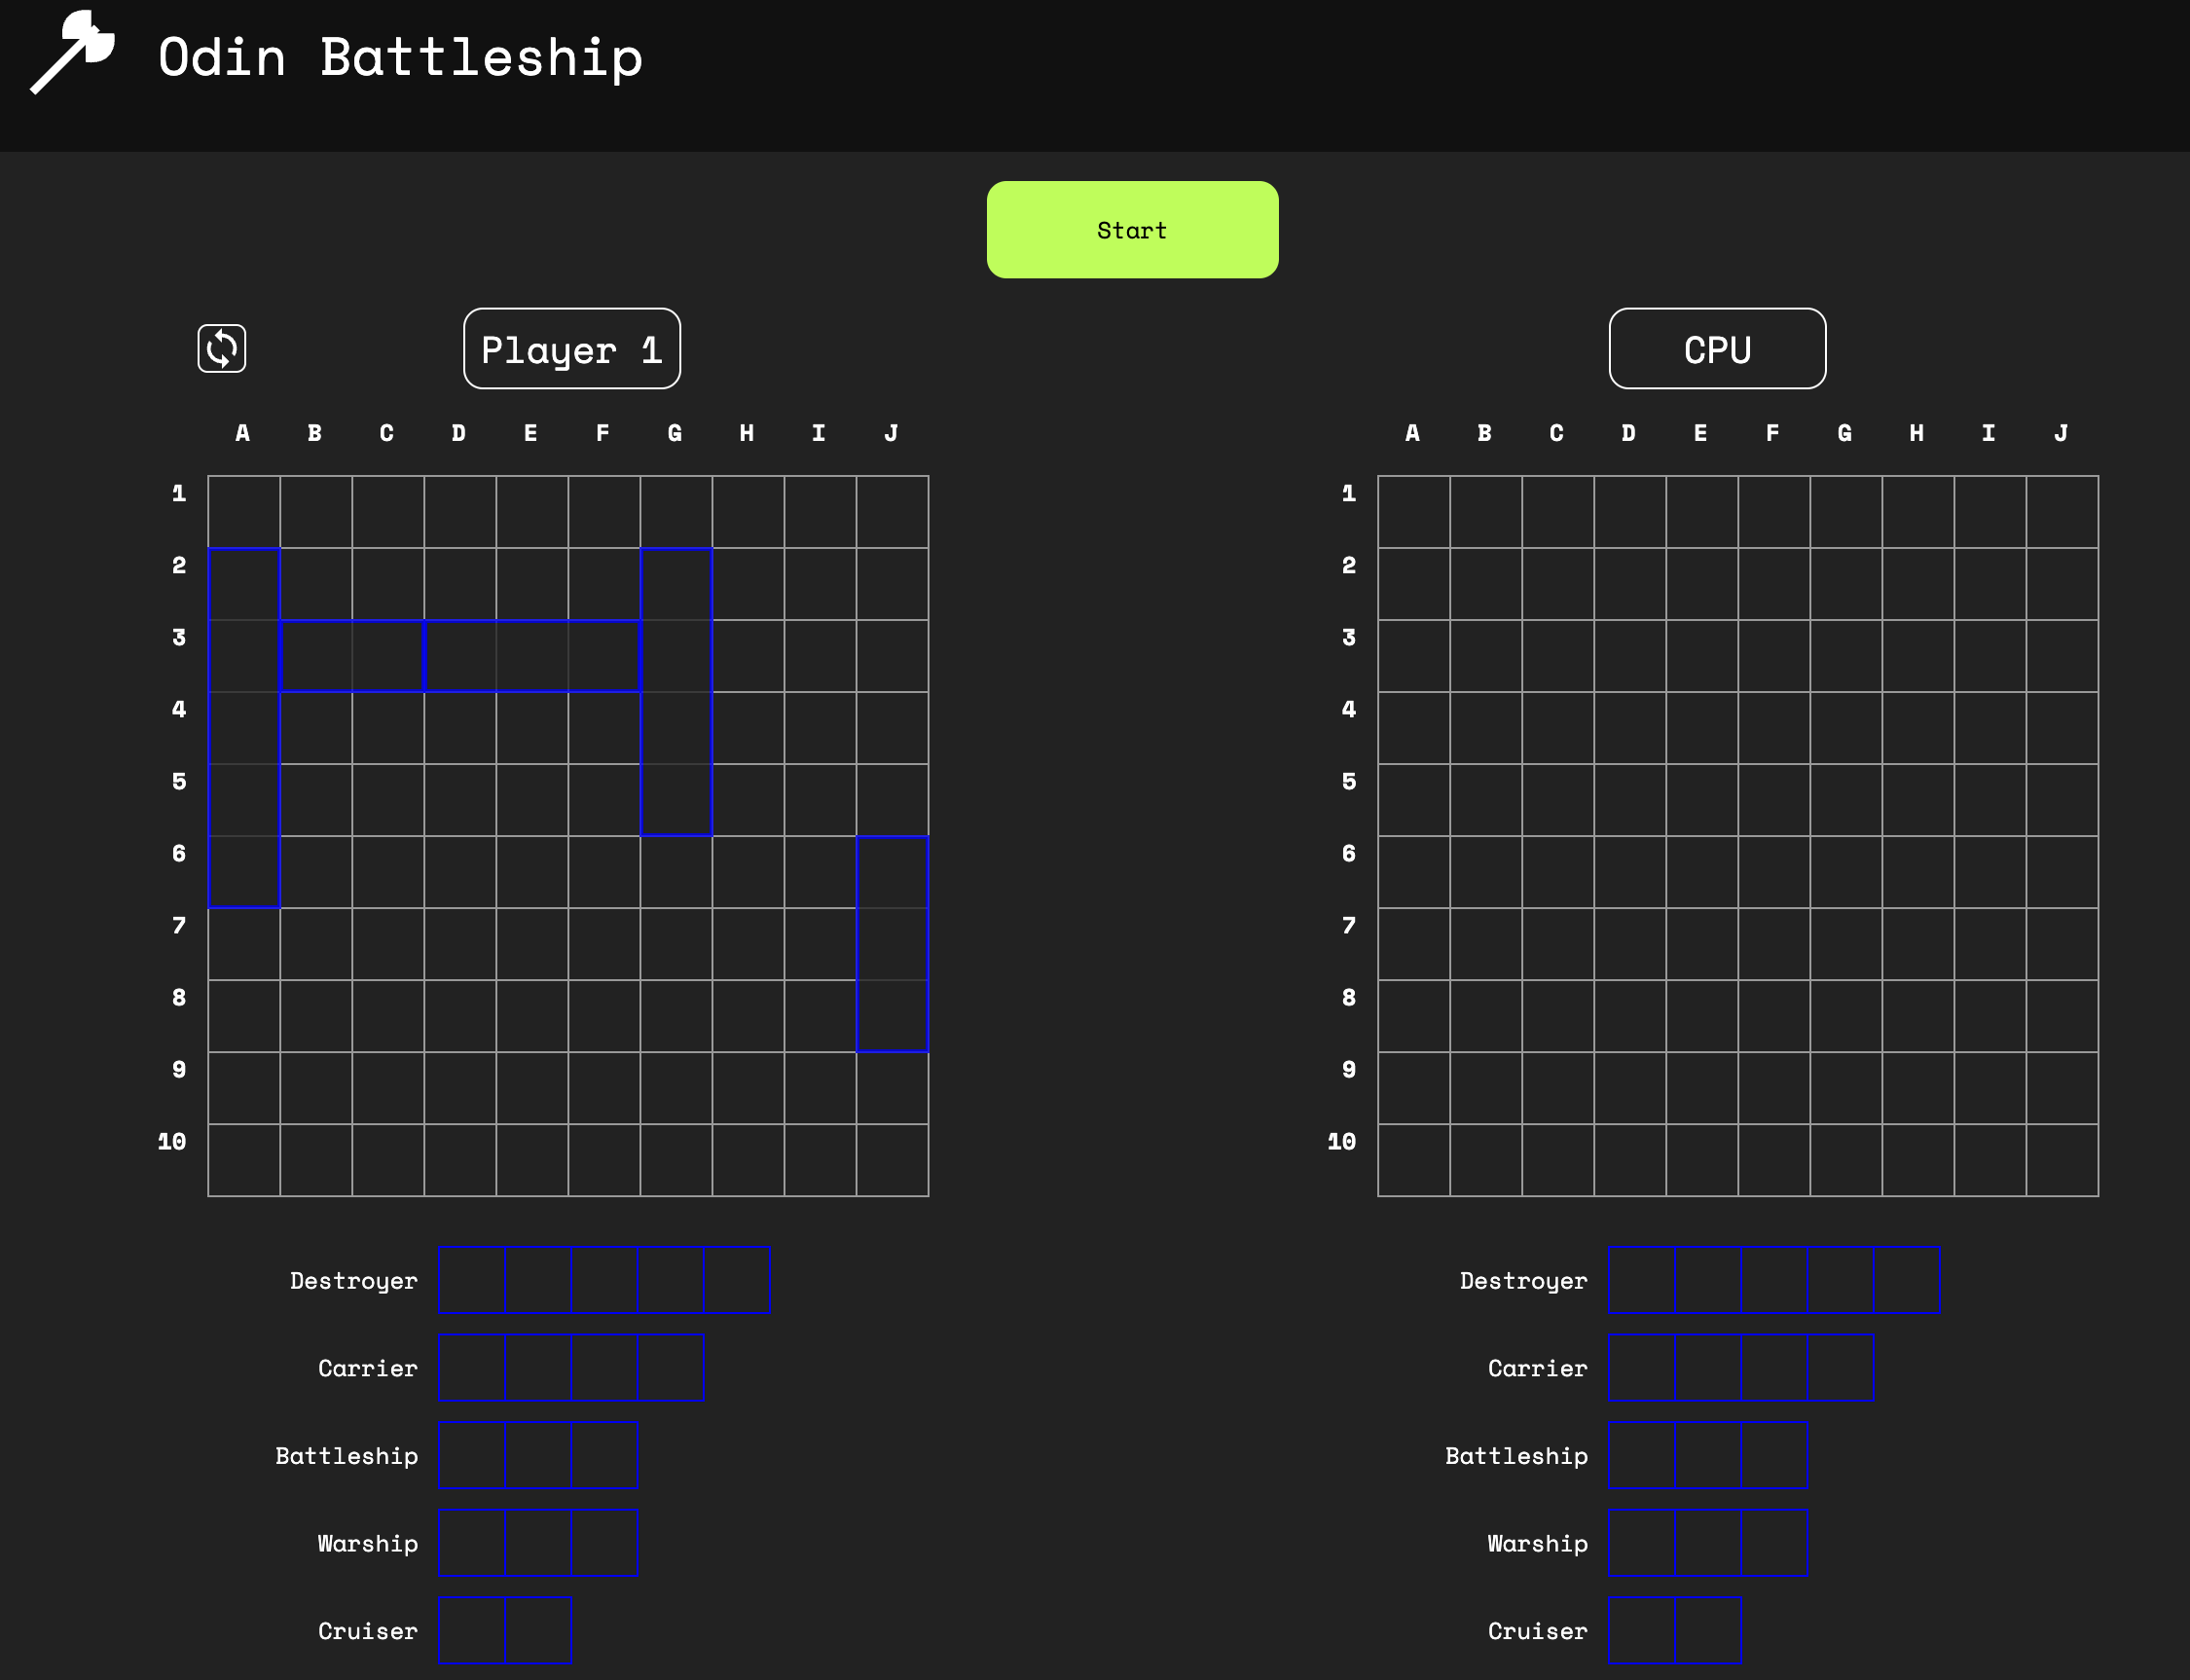 Odin Battleship
Start
Player 1
CPU
A B C D E F G H I J
A B C D E F G H I J
1
2
3
4
5
6
7
8
9
10
1
2
3
4
5
6
7
8
9
10
Destroyer
Carrier
Battleship
Warship
Cruiser
Destroyer
Carrier
Battleship
Warship
Cruiser